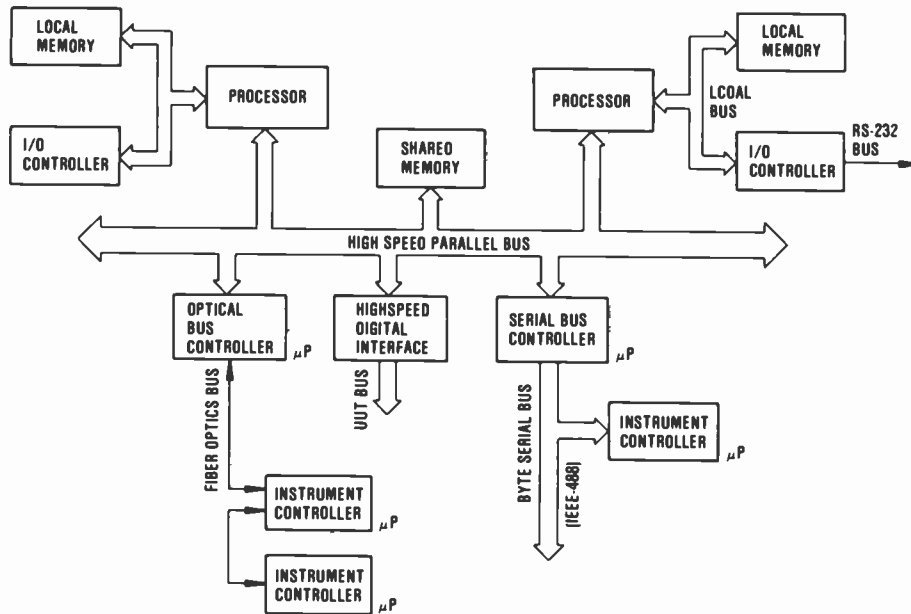 LOCAL
MEMORY
I/O
CONTROLLER
PROCESSOR
SHAREO
MEMORY
PROCESSOR
LOCAL
MEMORY
LCOAL
BUS
I/O
CONTROLLER
RS-232
BUS
HIGH SPEED PARALLEL BUS
OPTICAL
BUS
CONTROLLER
μP
HIGHSPEED
OIGITAL
INTERFACE
SERIAL BUS
CONTROLLER
μP
FIBER OPTICS BUS
UUT BUS
BYTE SERIAL BUS
(IEEE-488)
INSTRUMENT
CONTROLLER
μP
INSTRUMENT
CONTROLLER
μP
INSTRUMENT
CONTROLLER
μP